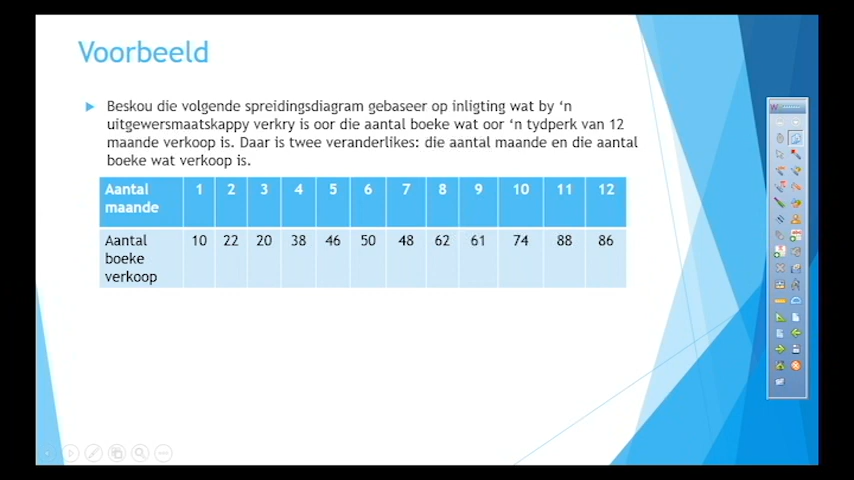 Voorbeeld
Beskou die volgende spreidingsdiagram gebaseer op inligting wat by ‘n
uitgewersmaatskappy verkry is oor die aantal boeke wat oor ‘n tydperk van 12
maande verkoop is. Daar is twee veranderlikes: die aantal maande en die aantal
boeke wat verkoop is.
Aantal maande 1 2 3 4 5 6 7 8 9 10 11 12
Aantal boeke verkoop 10 22 20 38 46 50 48 62 61 74 88 86